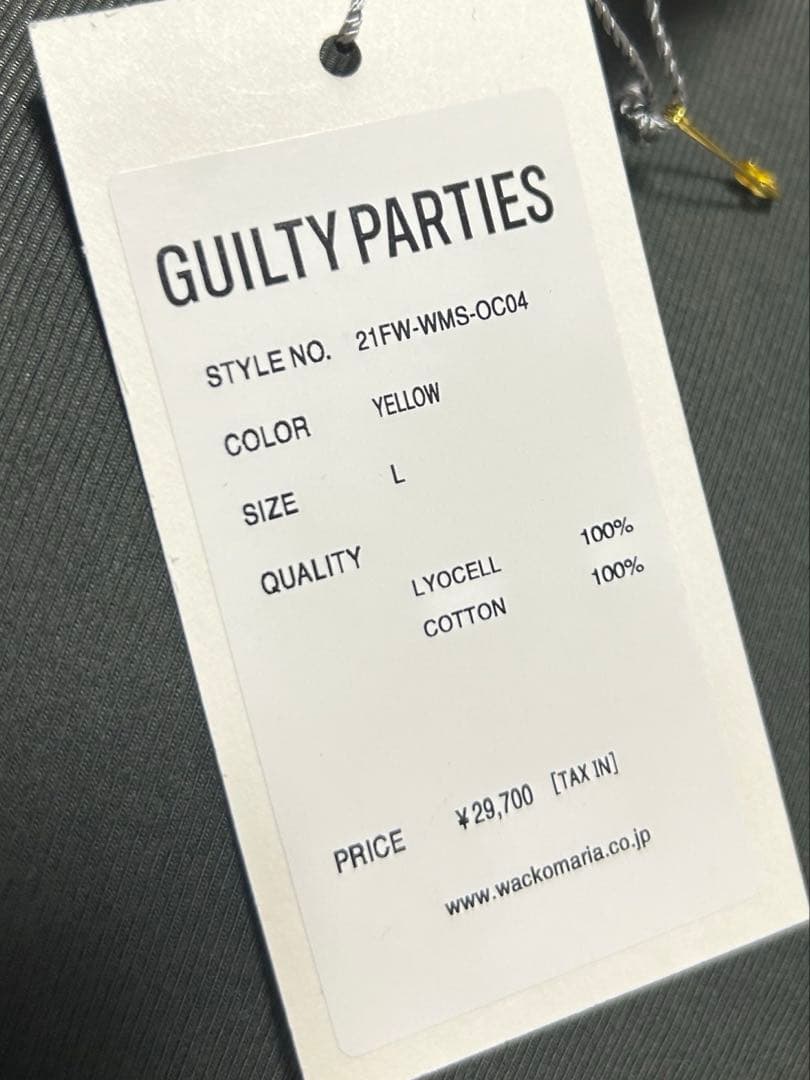 GUILTY PARTIES
STYLE NO. 21FW-WMS-OC04
COLOR YELLOW
SIZE L
QUALITY
LYOCELL 100%
COTTON 100%
PRICE ¥29,700 [TAX IN]
www.wackomaria.co.jp